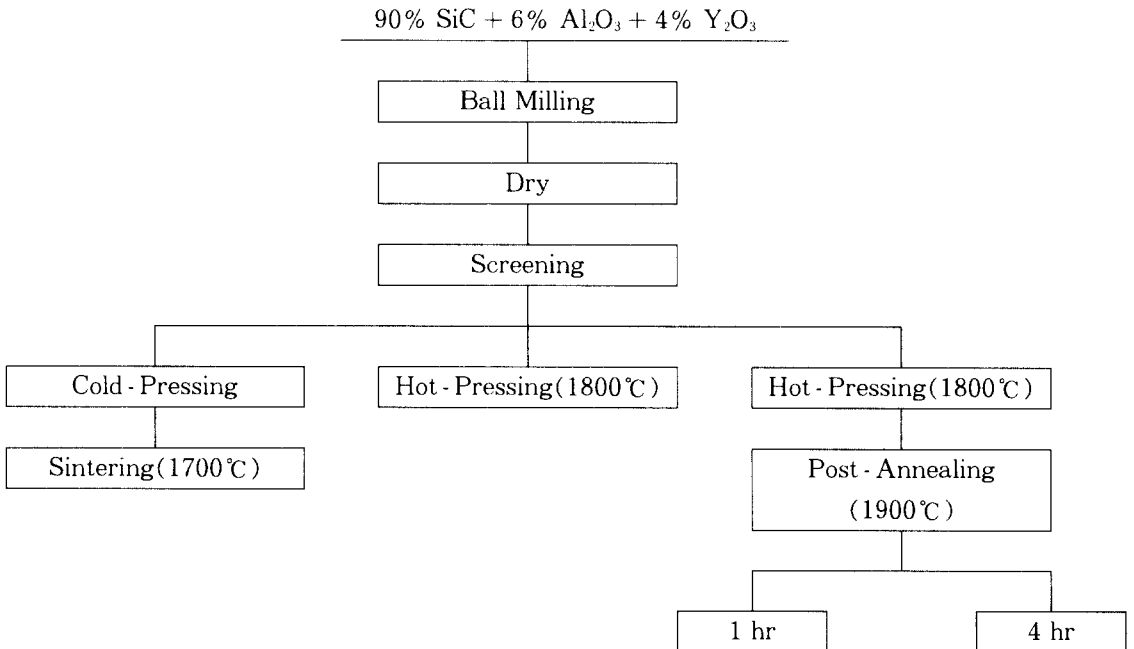 90% SiC + 6% Al₂O₃ + 4% Y₂O₃
Ball Milling
Dry
Screening
Cold-Pressing
Hot-Pressing(1800℃)
Hot-Pressing(1800℃)
Sintering(1700℃)
Post-Annealing
(1900℃)
1 hr
4 hr